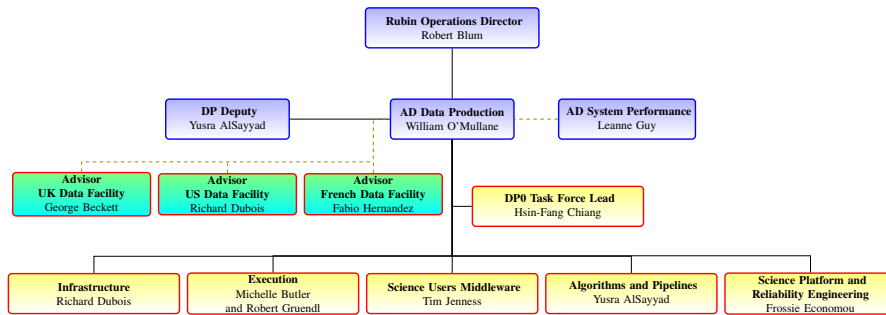 Rubin Operations Director
Robert Blum
DP Deputy
Yusra AlSayyad
AD Data Production
William O'Mullane
AD System Performance
Leanne Guy
Advisor
UK Data Facility
George Beckett
Advisor
US Data Facility
Richard Dubois
Advisor
French Data Facility
Fabio Hernandez
DP0 Task Force Lead
Hsin-Fang Chiang
Infrastructure
Richard Dubois
Execution
Michelle Butler
and Robert Gruendl
Science Users Middleware
Tim Jenness
Algorithms and Pipelines
Yusra AlSayyad
Science Platform and
Reliability Engineering
Frossie Economou